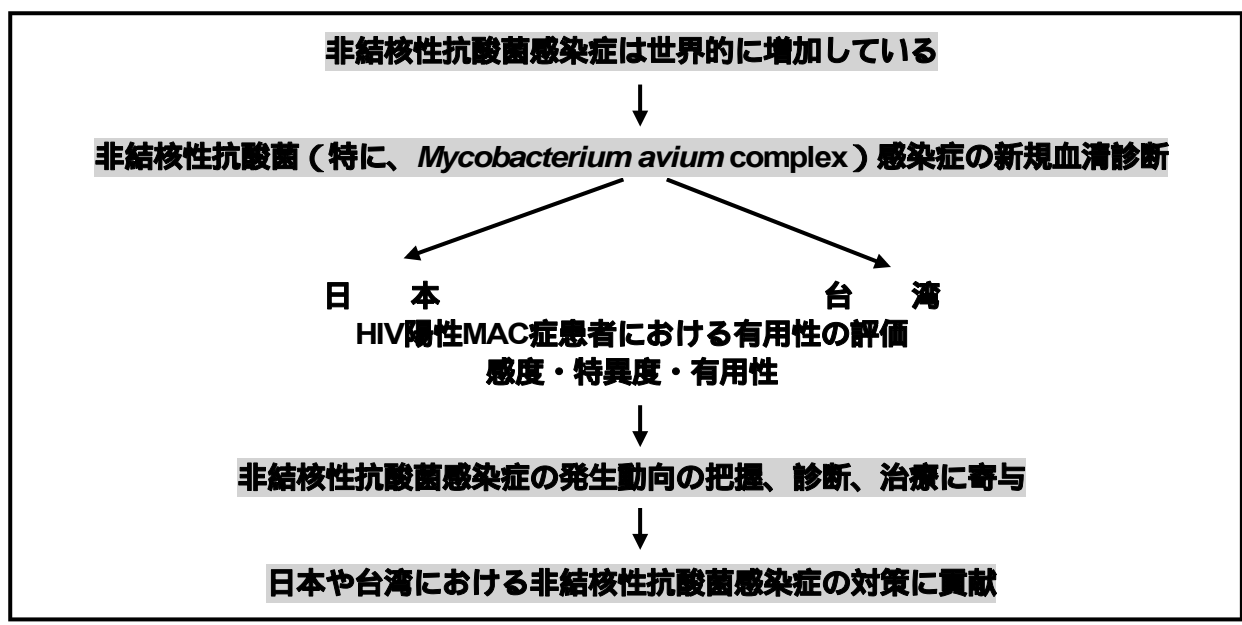 非結核性抗酸菌感染症は世界的に増加している
非結核性抗酸菌（特に、Mycobacterium avium complex）感染症の新規血清診断
日　本　台　湾
HIV陽性MAC症患者における有用性の評価
感度・特異度・有用性
非結核性抗酸菌感染症の発生動向の把握、診断、治療に寄与
日本や台湾における非結核性抗酸菌感染症の対策に貢献